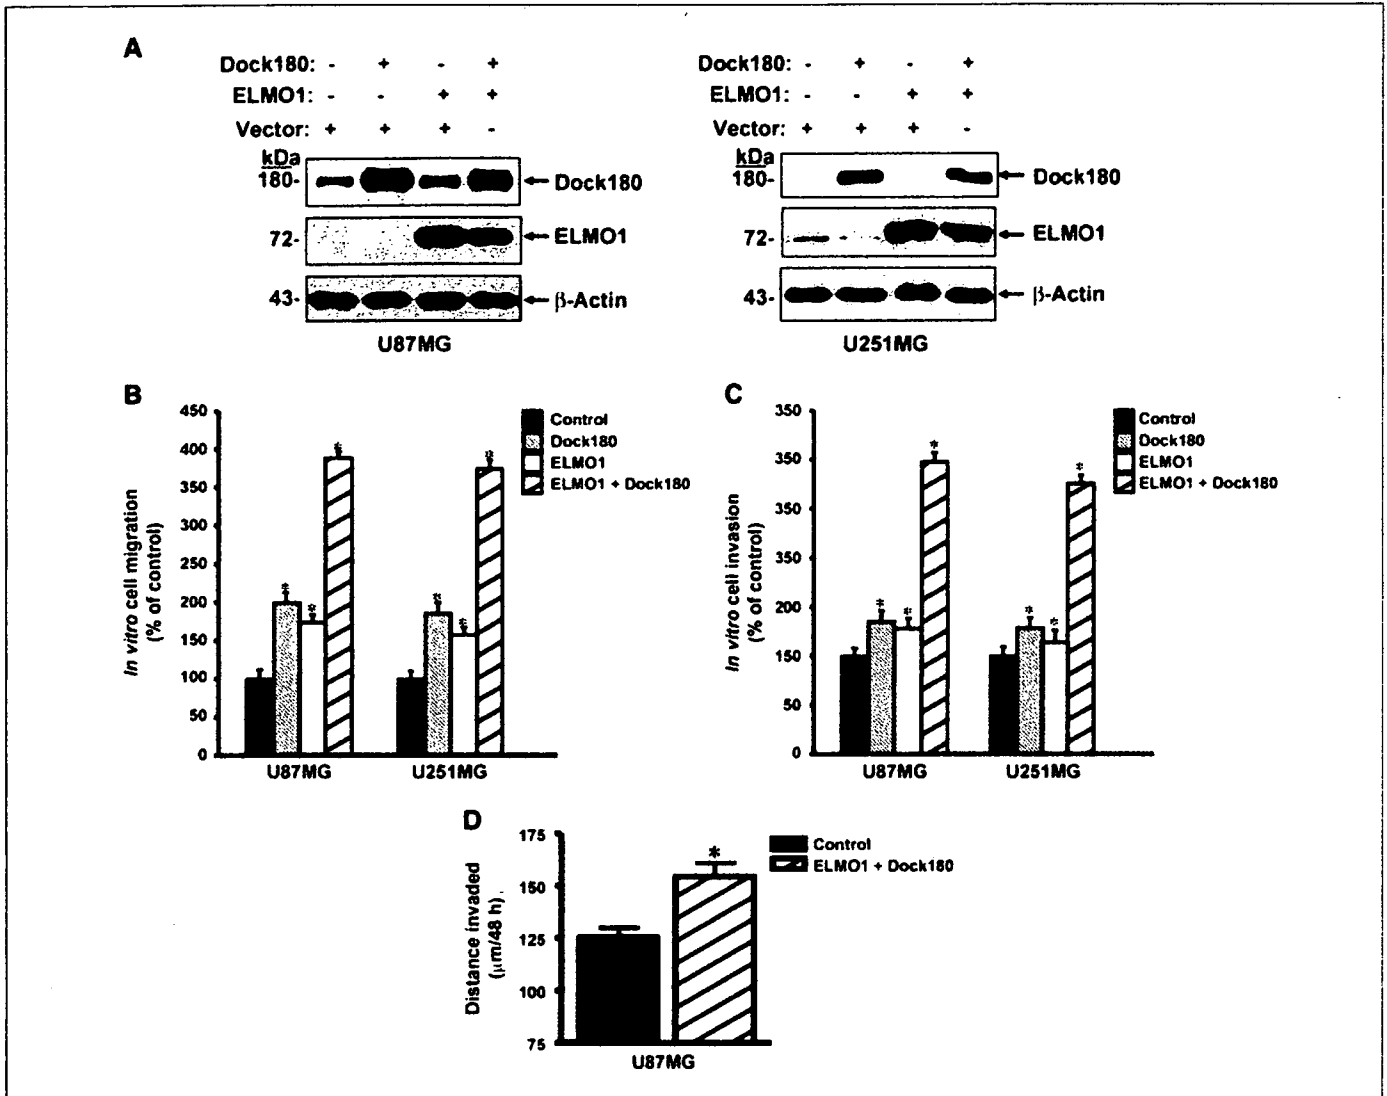 A
Dock180: - + - +
ELMO1: - - + +
Vector: + + + -
kDa
180-
Dock180
72-
ELMO1
43-
β-Actin
U87MG
Dock180: - + - +
ELMO1: - - + +
Vector: + + + -
kDa
180-
Dock180
72-
ELMO1
43-
β-Actin
U251MG
B
In vitro cell migration
(% of control)
450
400
350
300
250
200
150
100
50
0
* * * *
* * * *
U87MG
U251MG
Control
Dock180
ELMO1
ELMO1 + Dock180
C
In vitro cell invasion
(% of control)
350
350
350
350
200
150
50
0
* * * *
* * * *
U87MG
U251MG
Control
Dock180
ELMO1
ELMO1 + Dock180
D
Distance invaded
(μm/48 h)
175
150
125
100
75
*
U87MG
Control
ELMO1 + Dock180